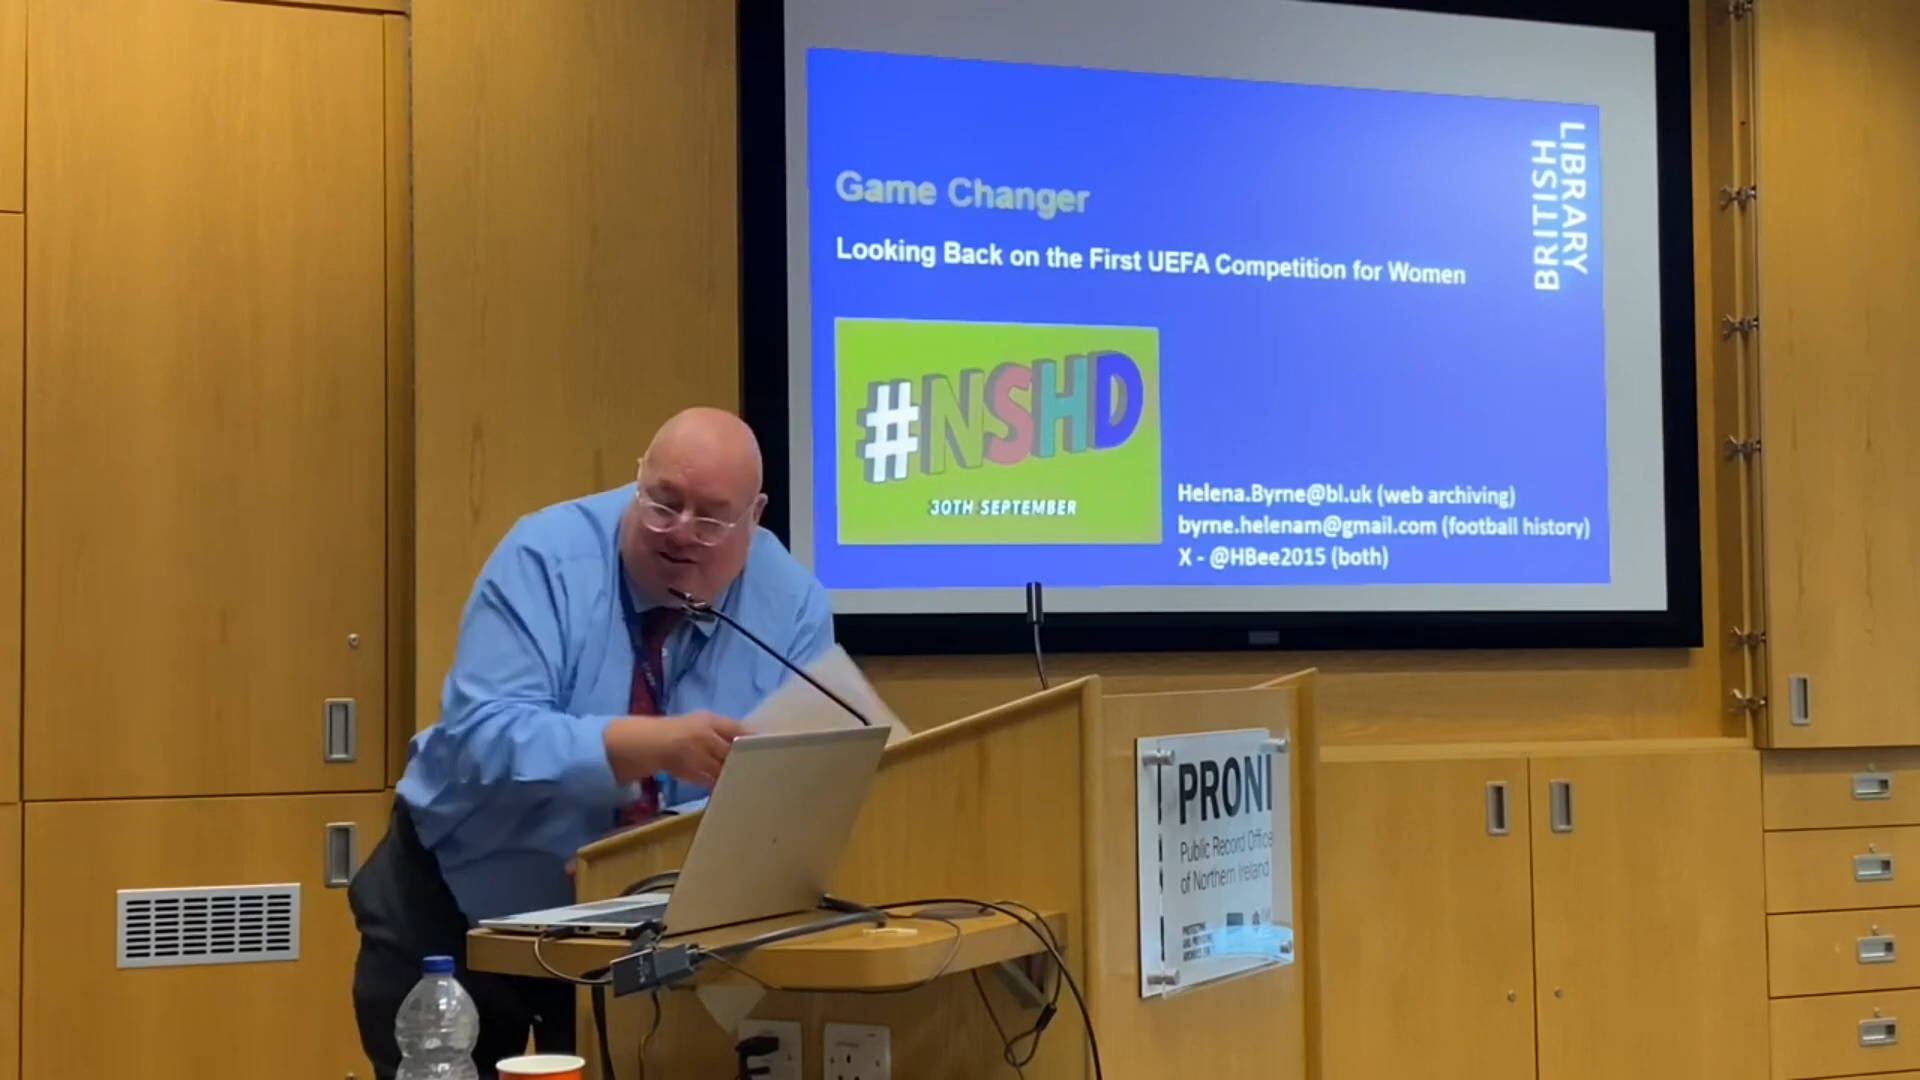 Game Changer
Looking Back on the First UEFA Competition for Women
LIBRARY
BRITISH
#NSHD
30TH SEPTEMBER
Helena.Byrne@bl.uk (web archiving)
byrne.helenam@gmail.com (football history)
X - @HBee2015 (both)
PRONI
Public Record Office
of Northern Ireland